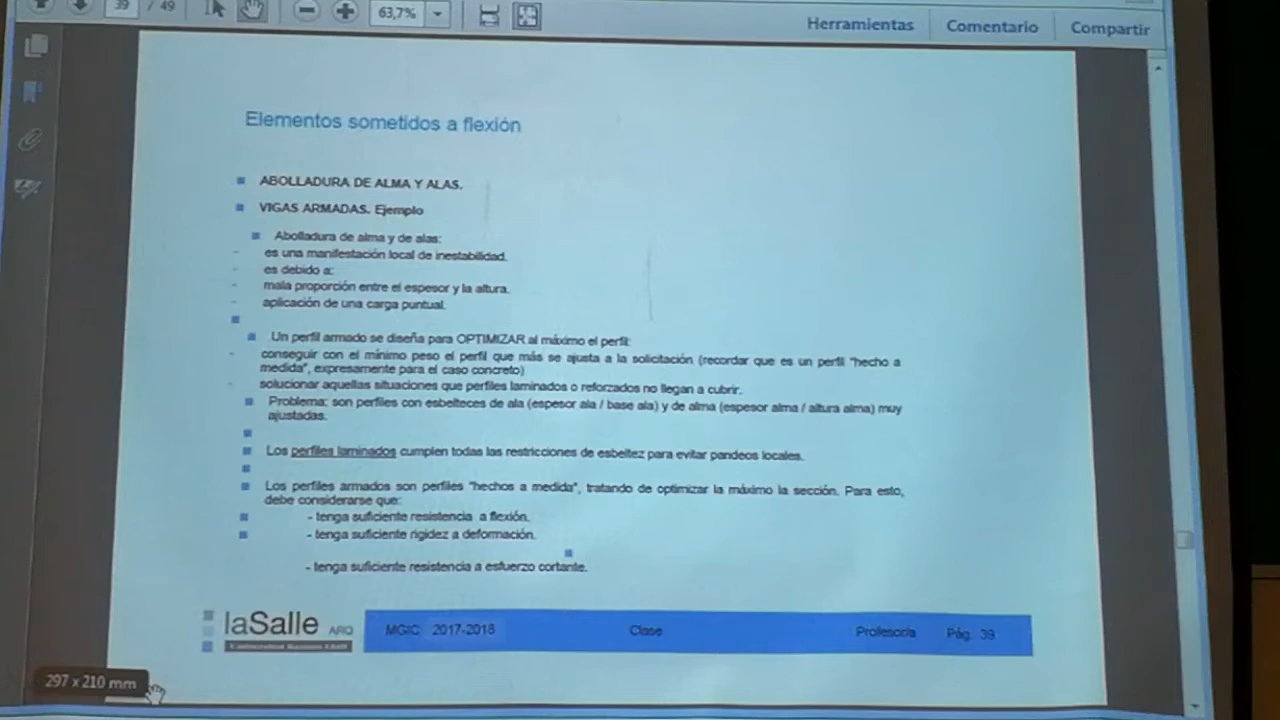 39 / 49
63,7%
Herramientas Comentario Compartir
Elementos sometidos a flexión
ABOLLADURA DE ALMA Y ALAS.
VIGAS ARMADAS. Ejemplo
Abolladura de alma y de alas:
- es una manifestación local de inestabilidad.
- es debido a:
- mala proporción entre el espesor y la altura.
- aplicación de una carga puntual.
Un perfil armado se diseña para OPTIMIZAR al máximo el perfil:
- conseguir con el mínimo peso el perfil que más se ajusta a la solicitación (recordar que es un perfil "hecho a
medida", expresamente para el caso concreto)
- solucionar aquellas situaciones que perfiles laminados o reforzados no llegan a cubrir.
Problema: son perfiles con esbelteces de ala (espesor ala / base ala) y de alma (espesor alma / altura alma) muy
ajustadas.
Los perfiles laminados cumplen todas las restricciones de esbeltez para evitar pandeos locales.
Los perfiles armados son perfiles "hechos a medida", tratando de optimizar la máximo la sección. Para esto,
debe considerarse que:
- tenga suficiente resistencia a flexión.
- tenga suficiente rigidez a deformación.
- tenga suficiente resistencia a esfuerzo cortante.
laSalle ARQ
MGIC 2017-2018 Clase Profesor/a Pág. 39
297 x 210 mm